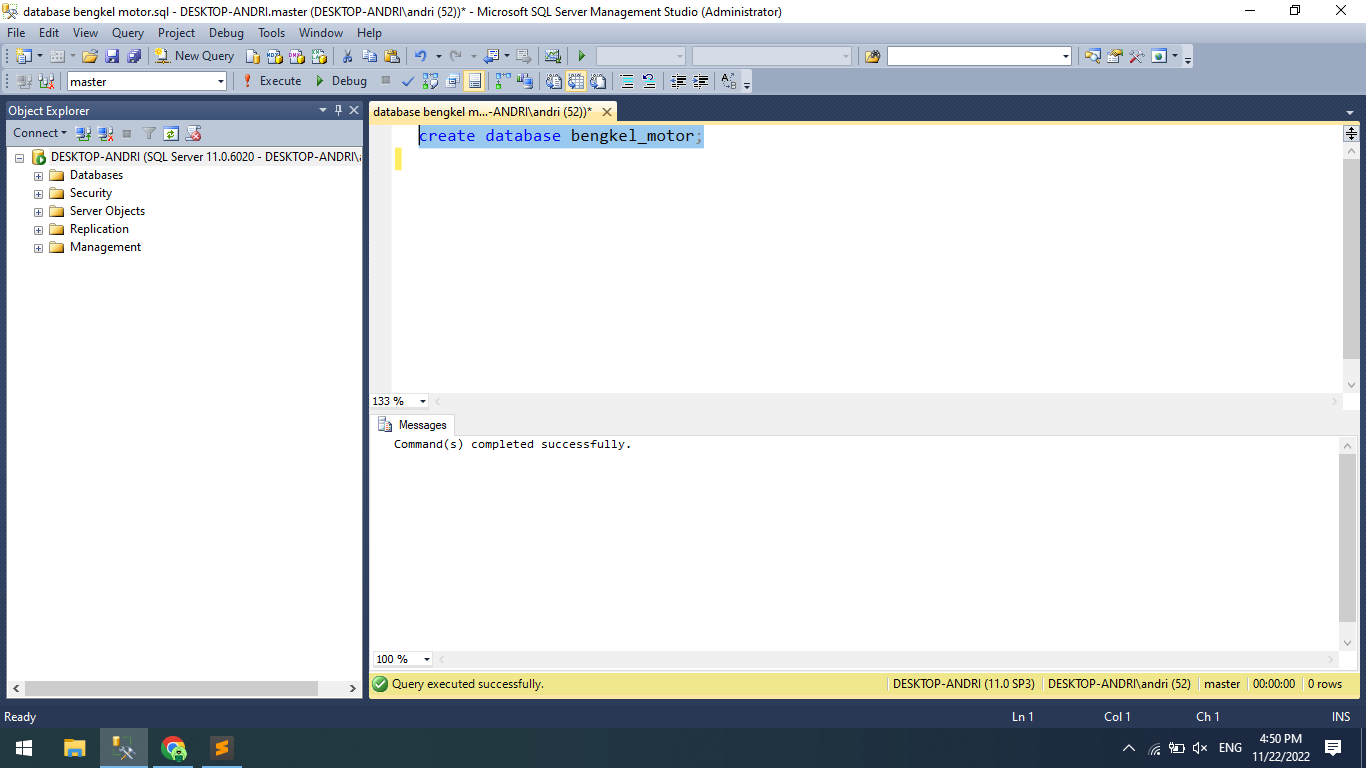 database bengkel motor.sql - DESKTOP-ANDRI.master (DESKTOP-ANDRI\andri (52))* - Microsoft SQL Server Management Studio (Administrator)
File Edit View Query Project Debug Tools Window Help
New Query
master Execute Debug
Object Explorer
database bengkel m...-ANDRI\andri (52))*
Connect
DESKTOP-ANDRI (SQL Server 11.0.6020 - DESKTOP-ANDRI\
Databases
Security
Server Objects
Replication
Management
create database bengkel_motor;
133 %
Messages
Command(s) completed successfully.
100 %
Query executed successfully. DESKTOP-ANDRI (11.0 SP3) DESKTOP-ANDRI\andri (52) master 00:00:00 0 rows
Ready Ln 1 Col 1 Ch 1 INS
ENG 4:50 PM
11/22/2022